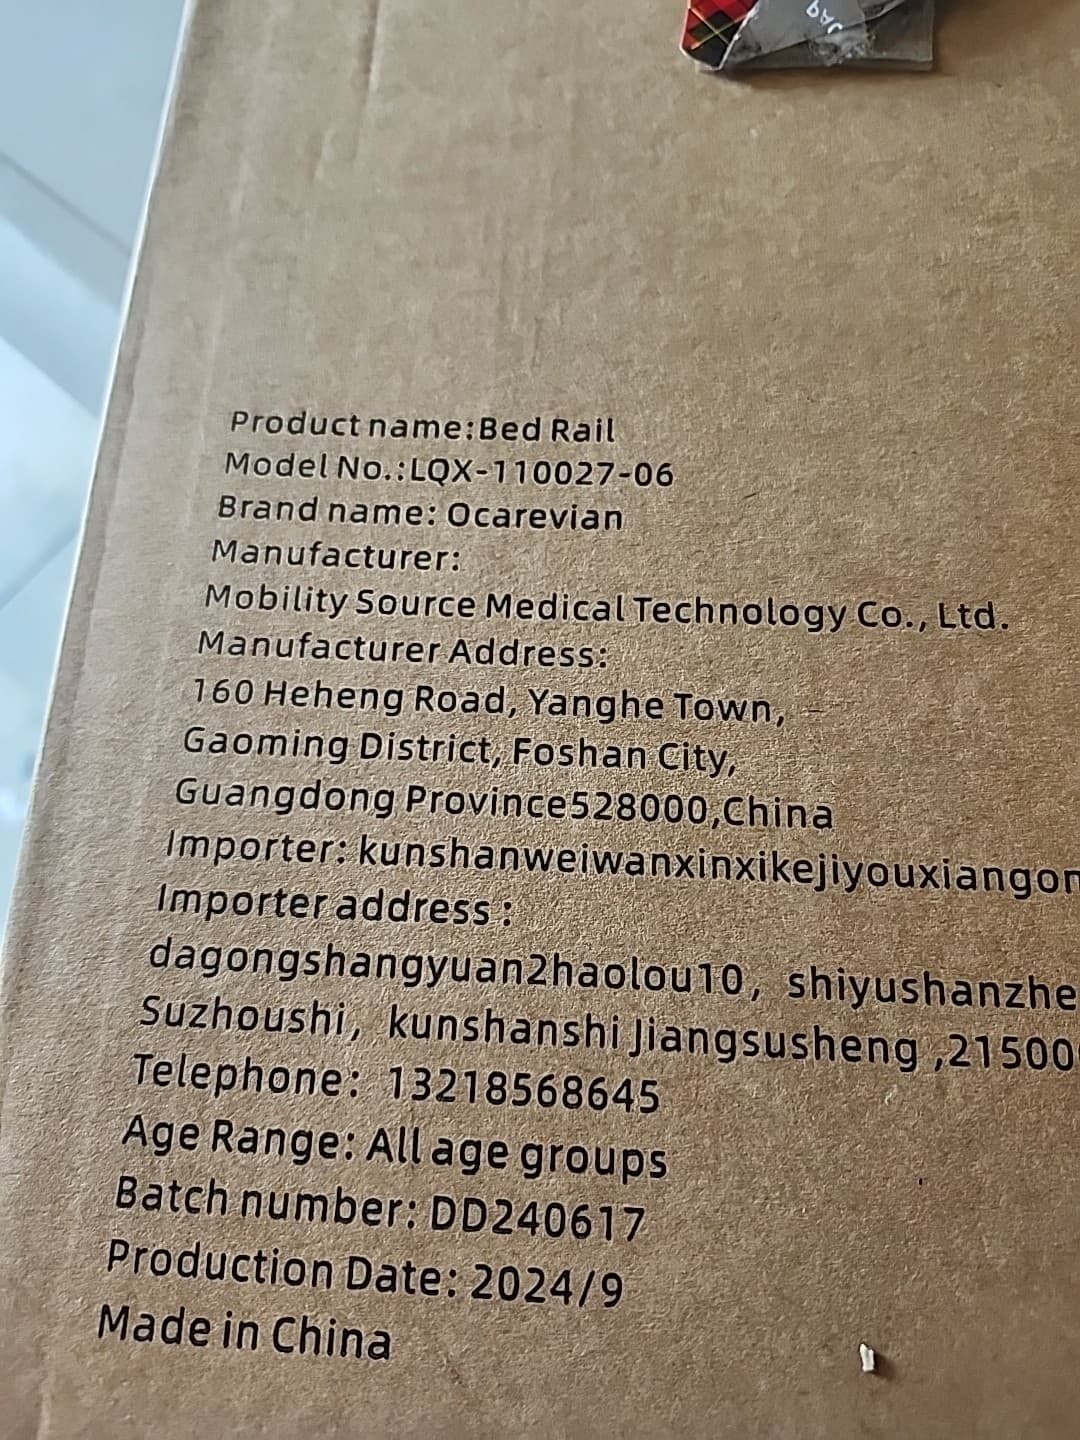 JAQ
Product name:Bed Rail
Model No.:LQX-110027-06
Brand name: Ocarevian
Manufacturer:
Mobility Source Medical Technology Co., Ltd.
Manufacturer Address:
160 Heheng Road, Yanghe Town,
Gaoming District, Foshan City,
Guangdong Province528000,China
Importer: kunshanweiwanxinxikejiyouxiangon
Importer address :
dagongshangyuan2haolou10, shiyushanzhe
Suzhoushi, kunshanshi Jiangsusheng ,21500
Telephone: 13218568645
Age Range: All age groups
Batch number: DD240617
Production Date: 2024/9
Made in China